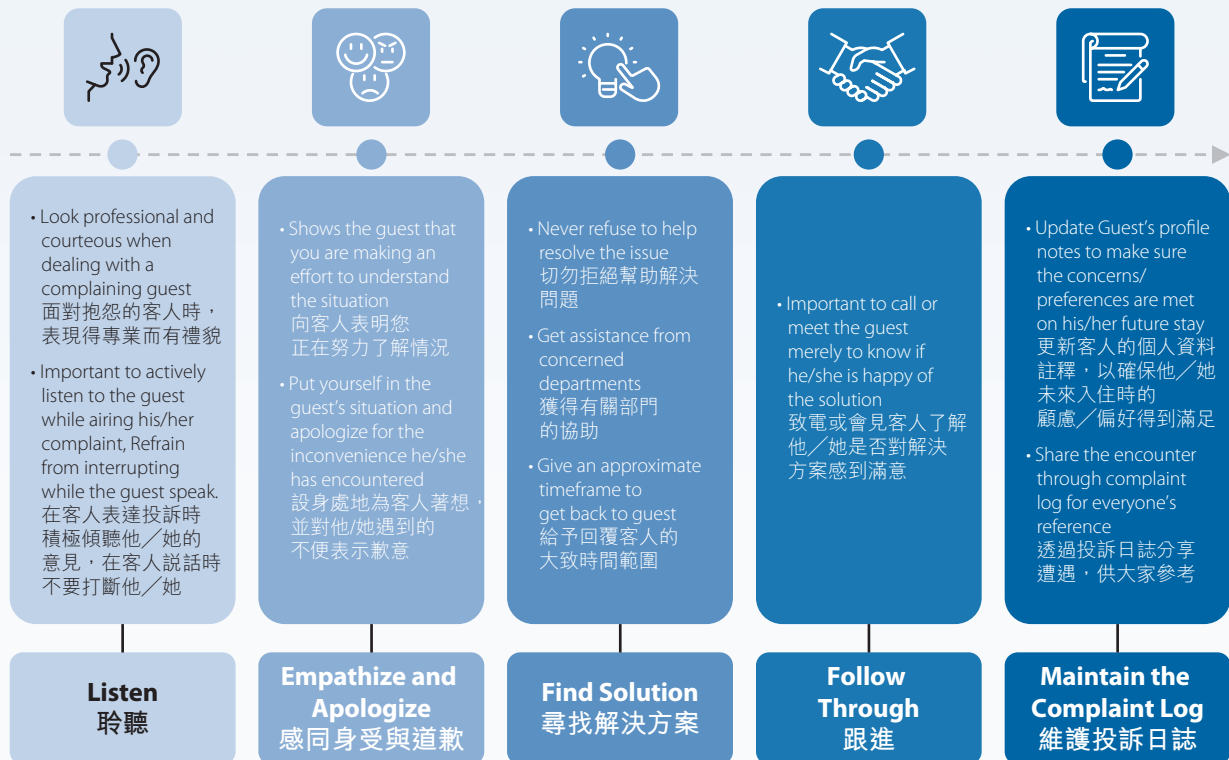 • Look professional and
courteous when
dealing with a
complaining guest
面對抱怨的客人時，
表現得專業而有禮貌
• Important to actively
listen to the guest
while airing his/her
complaint, Refrain
from interrupting
while the guest speak.
在客人表達投訴時
積極傾聽他／她的
意見，在客人說話時
不要打斷他／她
Listen
聆聽
• Shows the guest that
you are making an
effort to understand
the situation
向客人表明您
正在努力了解情況
• Put yourself in the
guest's situation and
apologize for the
inconvenience he/she
has encountered
設身處地為客人著想，
並對他/她遇到的
不便表示歉意
Empathize and
Apologize
感同身受與道歉
• Never refuse to help
resolve the issue
切勿拒絕幫助解決
問題
• Get assistance from
concerned
departments
獲得有關部門
的協助
• Give an approximate
timeframe to
get back to guest
給予回覆客人的
大致時間範圍
Find Solution
尋找解決方案
• Important to call or
meet the guest
merely to know if
he/she is happy of
the solution
致電或會見客人了解
他／她是否對解決
方案感到滿意
Follow
Through
跟進
• Update Guest's profile
notes to make sure
the concerns/
preferences are met
on his/her future stay
更新客人的個人資料
註釋，以確保他／她
未來入住時的
顧慮／偏好得到滿足
• Share the encounter
through complaint
log for everyone's
reference
透過投訴日誌分享
遭遇，供大家參考
Maintain the
Complaint Log
維護投訴日誌